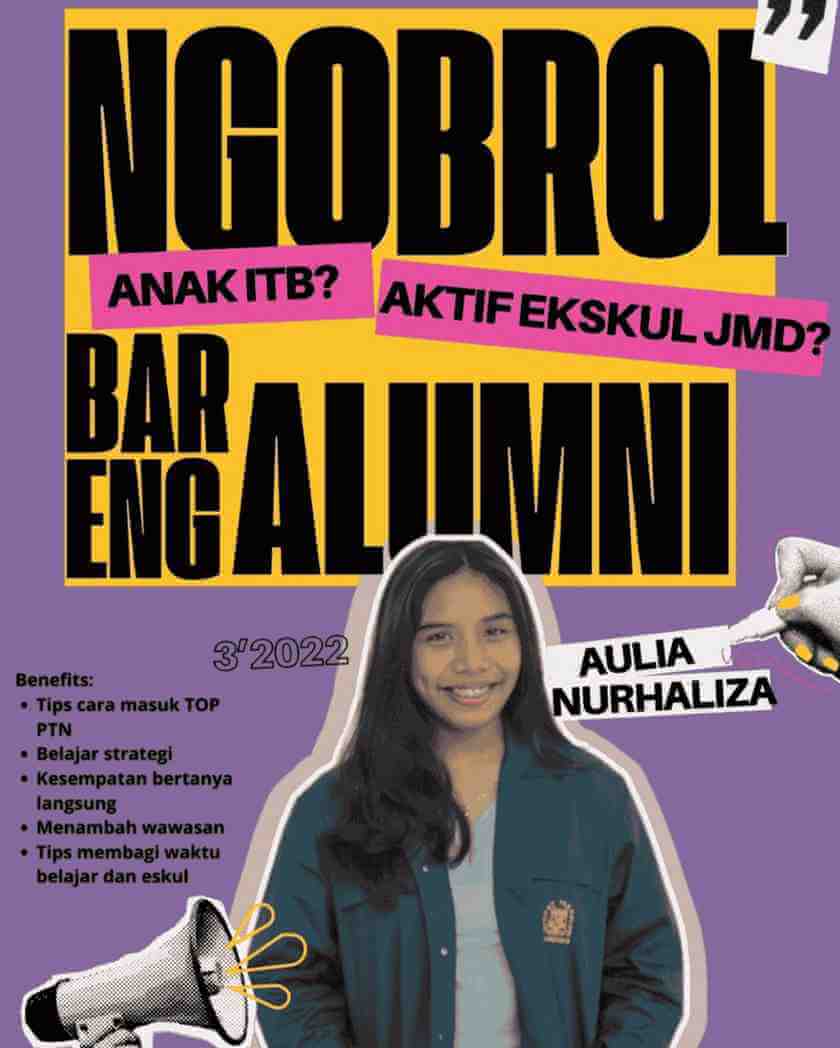 ”
NGOBROL
ANAK ITB?
AKTIF EKSKUL JMD?
BAR
ENG
ALUMNI
3'2022
AULIA
NURHALIZA
Benefits:
• Tips cara masuk TOP
PTN
• Belajar strategi
• Kesempatan bertanya
langsung
• Menambah wawasan
• Tips membagi waktu
belajar dan eskul